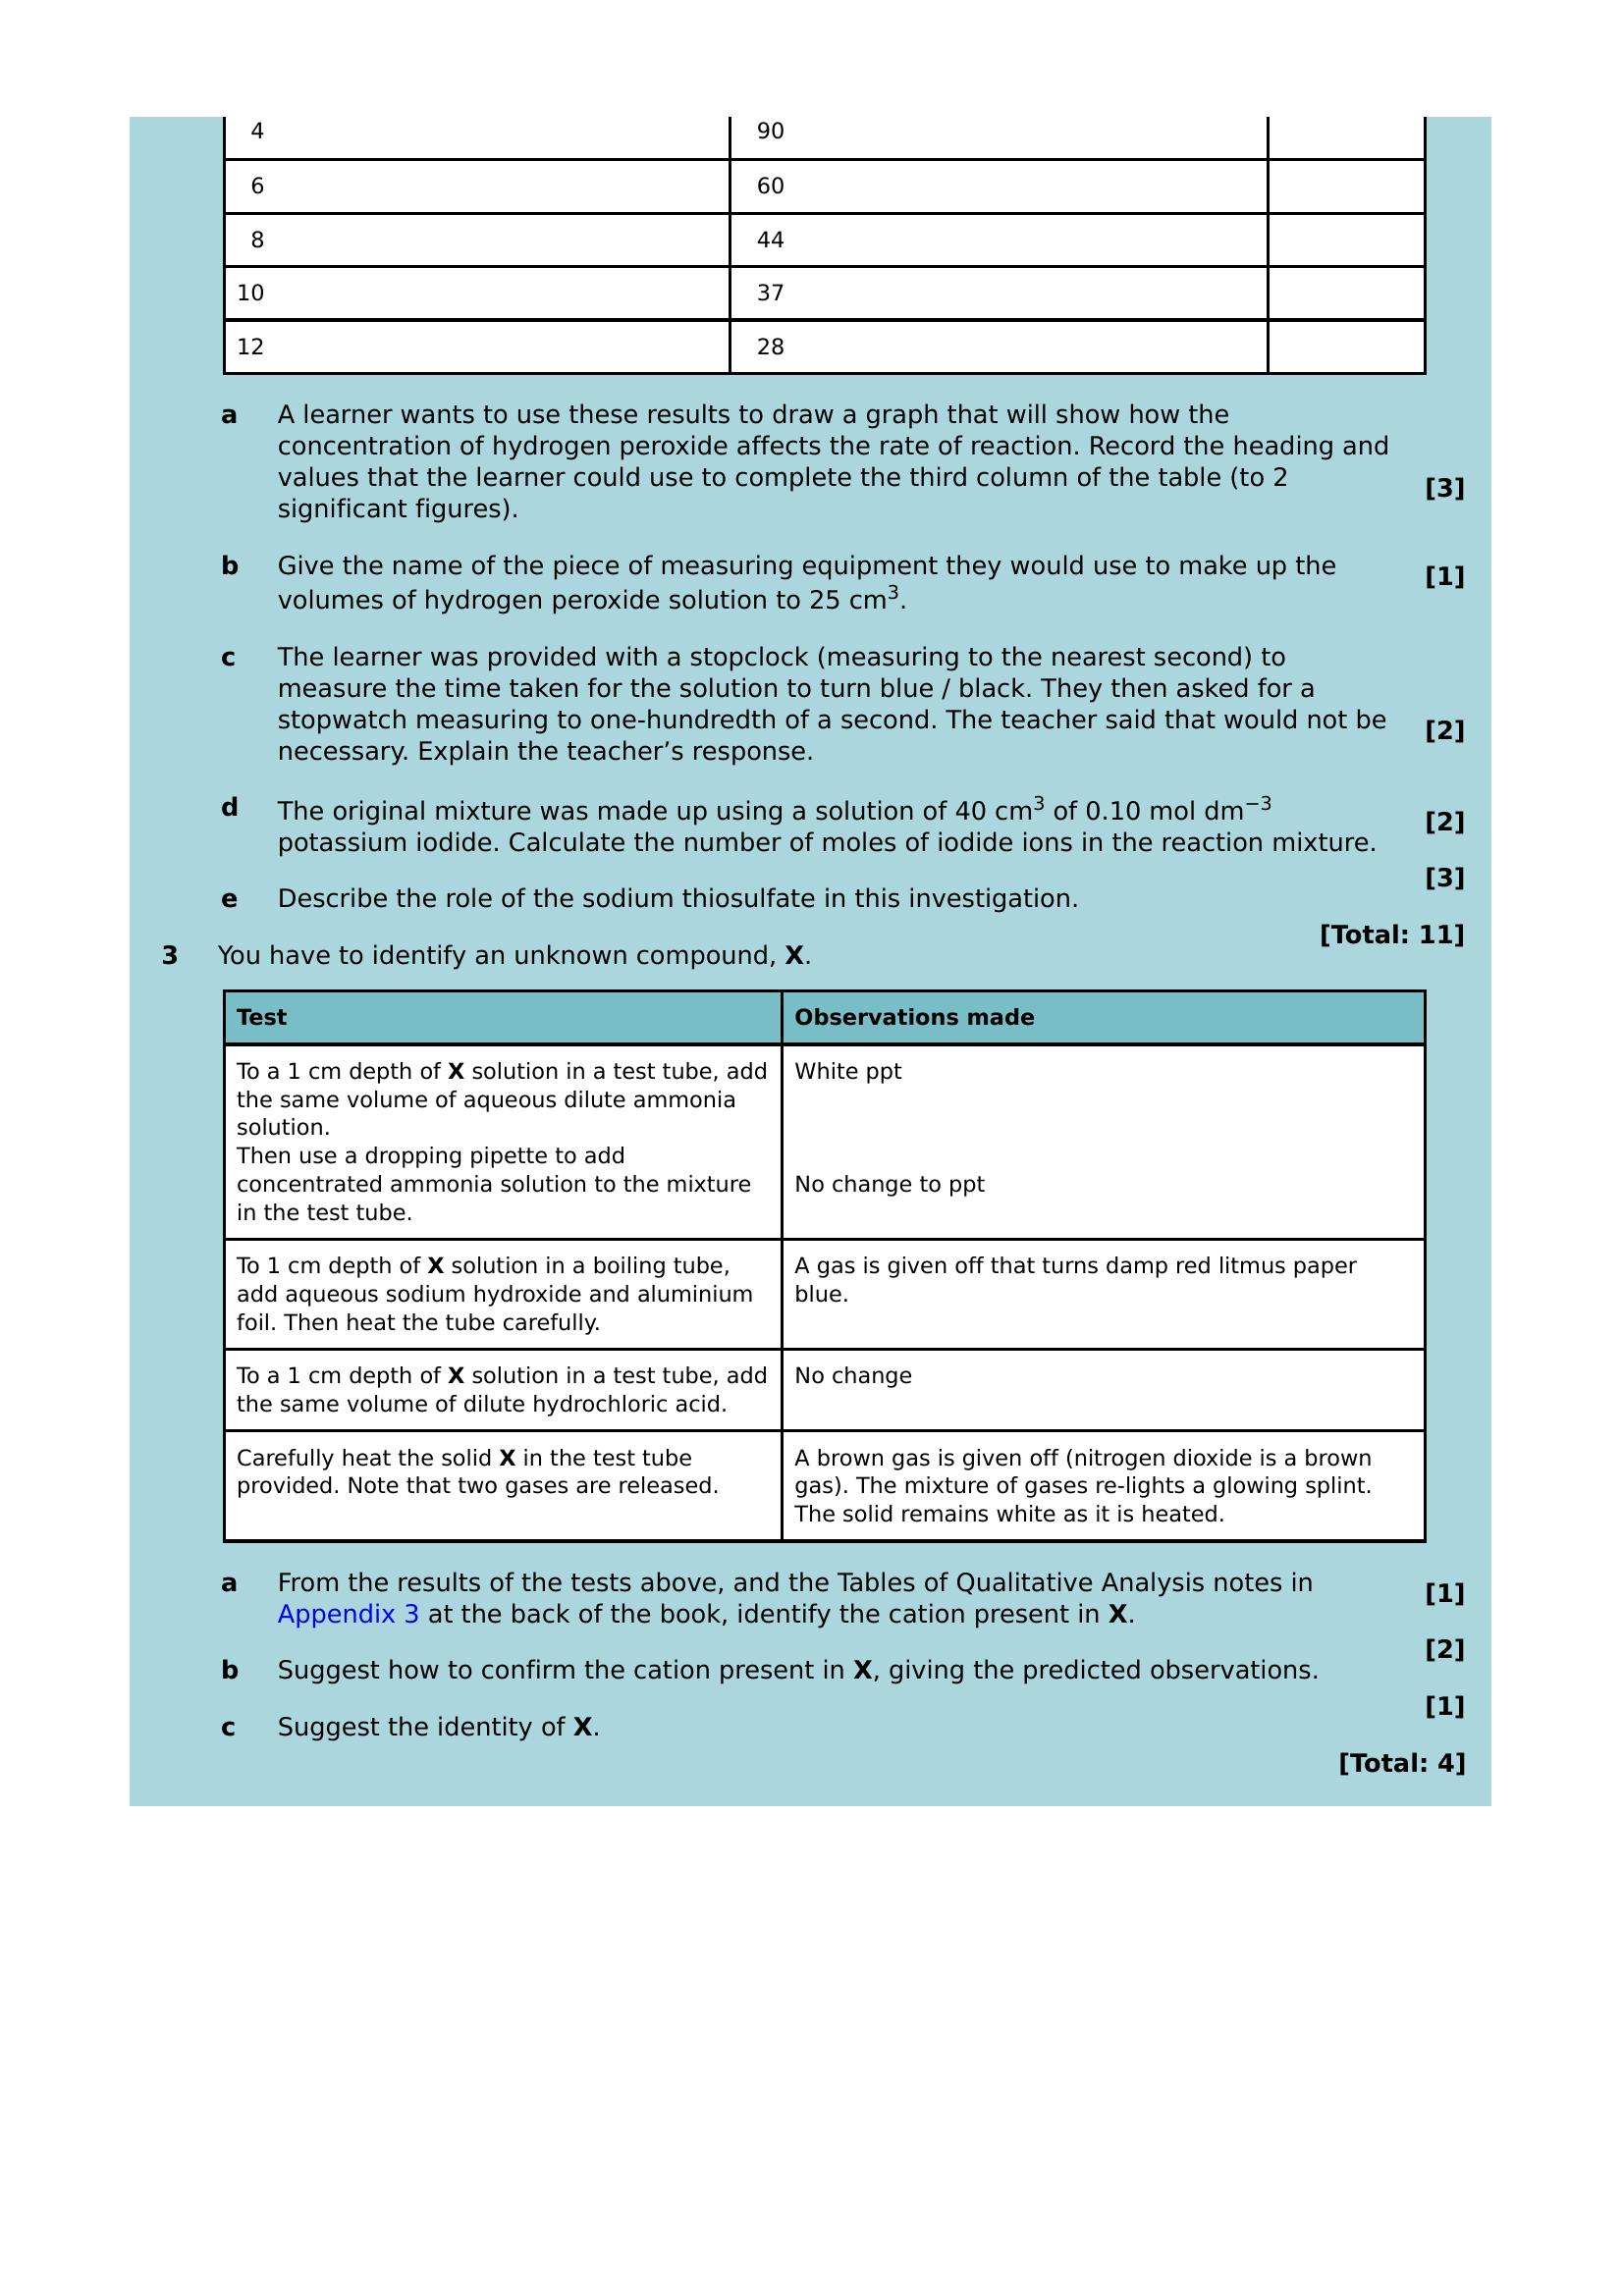 4 90
6 60
8 44
10 37
12 28
a A learner wants to use these results to draw a graph that will show how the
concentration of hydrogen peroxide affects the rate of reaction. Record the heading and
values that the learner could use to complete the third column of the table (to 2
significant figures).
[3]
b Give the name of the piece of measuring equipment they would use to make up the
volumes of hydrogen peroxide solution to 25 cm³.
[1]
c The learner was provided with a stopclock (measuring to the nearest second) to
measure the time taken for the solution to turn blue / black. They then asked for a
stopwatch measuring to one-hundredth of a second. The teacher said that would not be
necessary. Explain the teacher’s response.
[2]
d The original mixture was made up using a solution of 40 cm³ of 0.10 mol dm⁻³
potassium iodide. Calculate the number of moles of iodide ions in the reaction mixture.
[2]
e Describe the role of the sodium thiosulfate in this investigation.
[3]
[Total: 11]
3 You have to identify an unknown compound, X.
Test Observations made
To a 1 cm depth of X solution in a test tube, add
the same volume of aqueous dilute ammonia
solution.
Then use a dropping pipette to add
concentrated ammonia solution to the mixture
in the test tube.
White ppt
No change to ppt
To 1 cm depth of X solution in a boiling tube,
add aqueous sodium hydroxide and aluminium
foil. Then heat the tube carefully.
A gas is given off that turns damp red litmus paper
blue.
To a 1 cm depth of X solution in a test tube, add
the same volume of dilute hydrochloric acid.
No change
Carefully heat the solid X in the test tube
provided. Note that two gases are released.
A brown gas is given off (nitrogen dioxide is a brown
gas). The mixture of gases re-lights a glowing splint.
The solid remains white as it is heated.
a From the results of the tests above, and the Tables of Qualitative Analysis notes in
Appendix 3 at the back of the book, identify the cation present in X.
[1]
b Suggest how to confirm the cation present in X, giving the predicted observations.
[2]
c Suggest the identity of X.
[1]
[Total: 4]